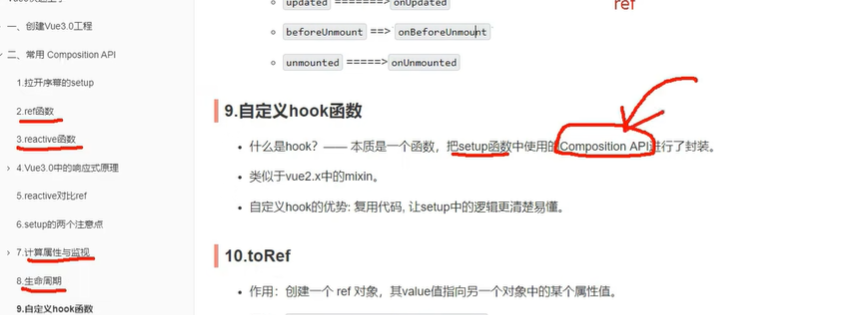 一、创建Vue3.0工程
二、常用 Composition API
1.拉开序幕的setup
2.ref函数
3.reactive函数
4.Vue3.0中的响应式原理
5.reactive对比ref
6.setup的两个注意点
7.计算属性与监视
8.生命周期
9.自定义hook函数
updated =======> onUpdated
ref
beforeUnmount ==> onBeforeUnmount
unmounted =====> onUnmounted
9.自定义hook函数
什么是hook？—— 本质是一个函数，把setup函数中使用的Composition API进行了封装。
类似于vue2.x中的mixin。
自定义hook的优势: 复用代码, 让setup中的逻辑更清楚易懂。
10.toRef
作用：创建一个 ref 对象，其value值指向另一个对象中的某个属性值。